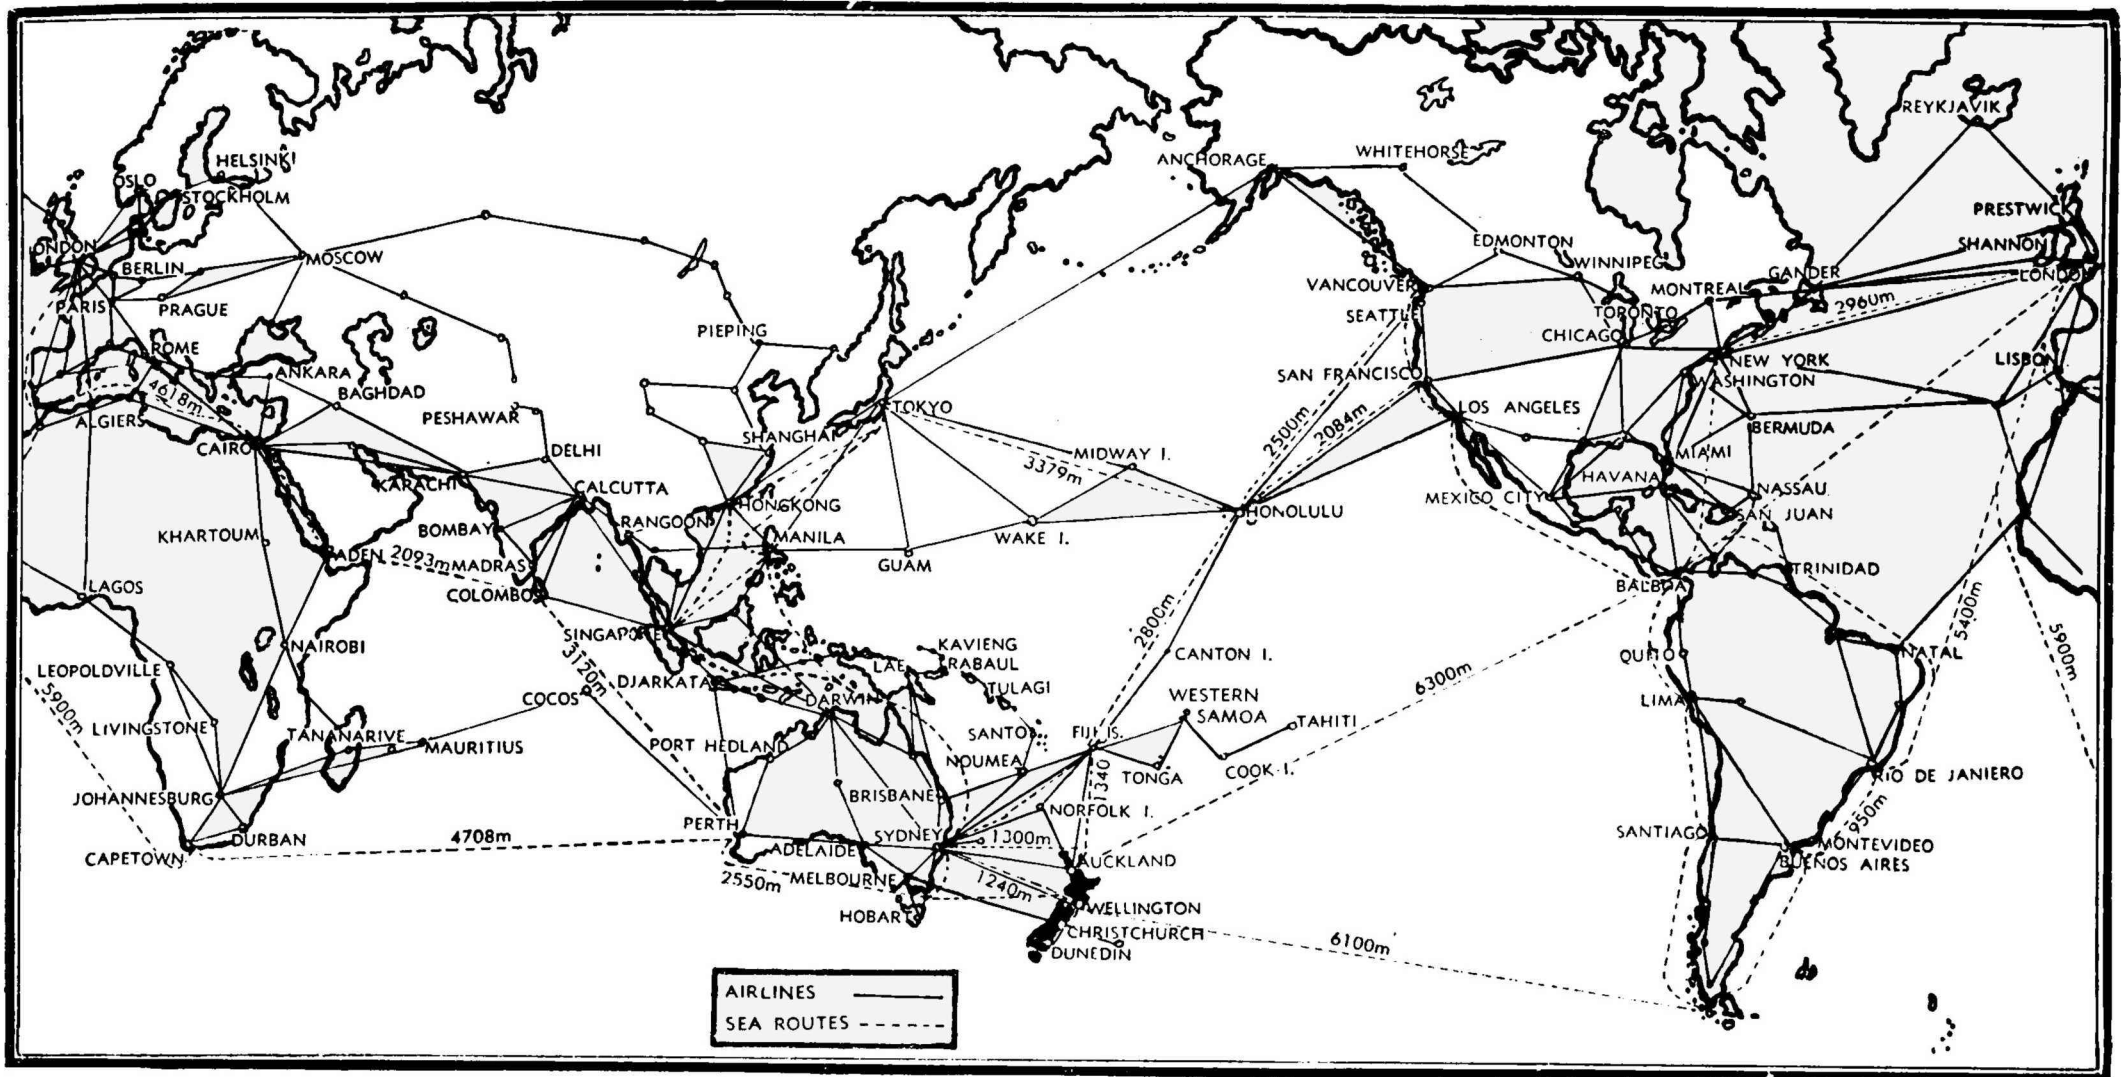 REYKJAVIK
HELSINKI
OSLO
STOCKHOLM
ANCHORAGE
WHITEHORSE
PRESTWICK
SHANNON
LONDON
ONDON
BERLIN
MOSCOW
PARIS
PRAGUE
EDMONTON
WINNIPEG
VANCOUVER
SEATTLE
MONTREAL
GANDER
2960m
TORONTO
CHICAGO
PIEPING
ROME
ANKARA
BAGHDAD
4618m
ALGIERS
CAIRO
PESHAWAR
DELHI
KARACHI
CALCUTTA
SHANGHAI
TOKYO
HONGKONG
MIDWAY I.
3379m
2500m
2084m
SAN FRANCISCO
LOS ANGELES
NEW YORK
WASHINGTON
LISBON
BERMUDA
MIAMI
HAVANA
NASSAU
SAN JUAN
MEXICO CITY
HONOLULU
WAKE I.
GUAM
MANILA
RANGOON
BOMBAY
KHARTOUM
ADEN
2093m
MADRAS
COLOMBO
LAGOS
SINGAPORE
NAIROBI
LEOPOLDVILLE
5900m
LIVINGSTONE
TANANARIVE
MAURITIUS
COCOS
3120m
DJARKATA
DARWIN
LAE
KAVIENG
RABAUL
TULAGI
SANTO
NOUMEA
FIJI IS.
1340
2800m
CANTON I.
WESTERN
SAMOA
TAHITI
TONGA
COOK I.
NORFOLK I.
6300m
BALBOA
TRINIDAD
QUITO
LIMA
NATAL
5400m
5900m
RIO DE JANIERO
950m
SANTIAGO
MONTEVIDEO
BUENOS AIRES
PORT HEDLAND
BRISBANE
JOHANNESBURG
DURBAN
CAPETOWN
4708m
PERTH
ADELAIDE
SYDNEY
1300m
AUCKLAND
2550m
MELBOURNE
1240m
HOBART
WELLINGTON
CHRISTCHURCH
DUNEDIN
6100m
AIRLINES
SEA ROUTES